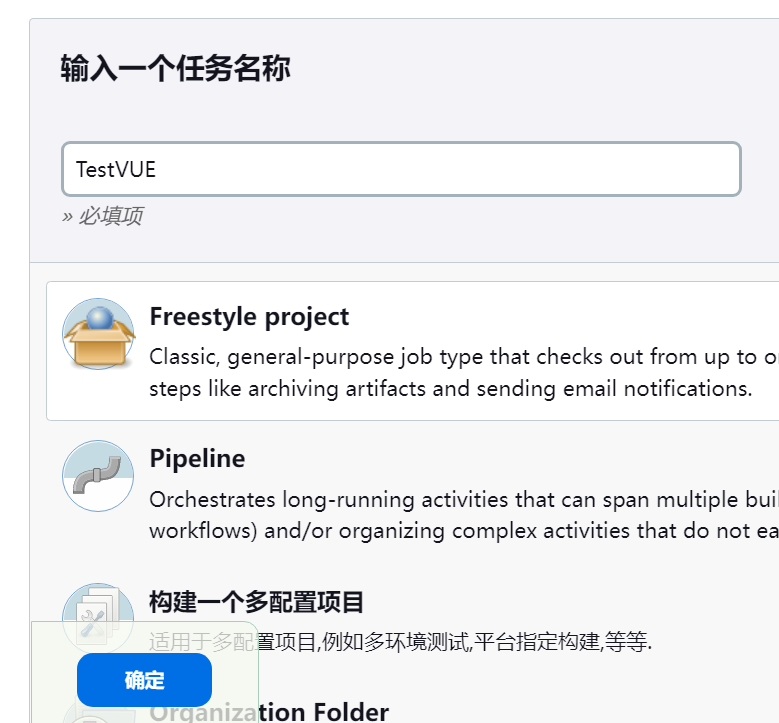 输入一个任务名称
TestVUE
» 必填项
Freestyle project
Classic, general-purpose job type that checks out from up to
steps like archiving artifacts and sending email notifications.
Pipeline
Orchestrates long-running activities that can span multiple
workflows) and/or organizing complex activities that do not
构建一个多配置项目
适用于多配置项目,例如多环境测试,平台指定构建,等等.
确定
Organization Folder